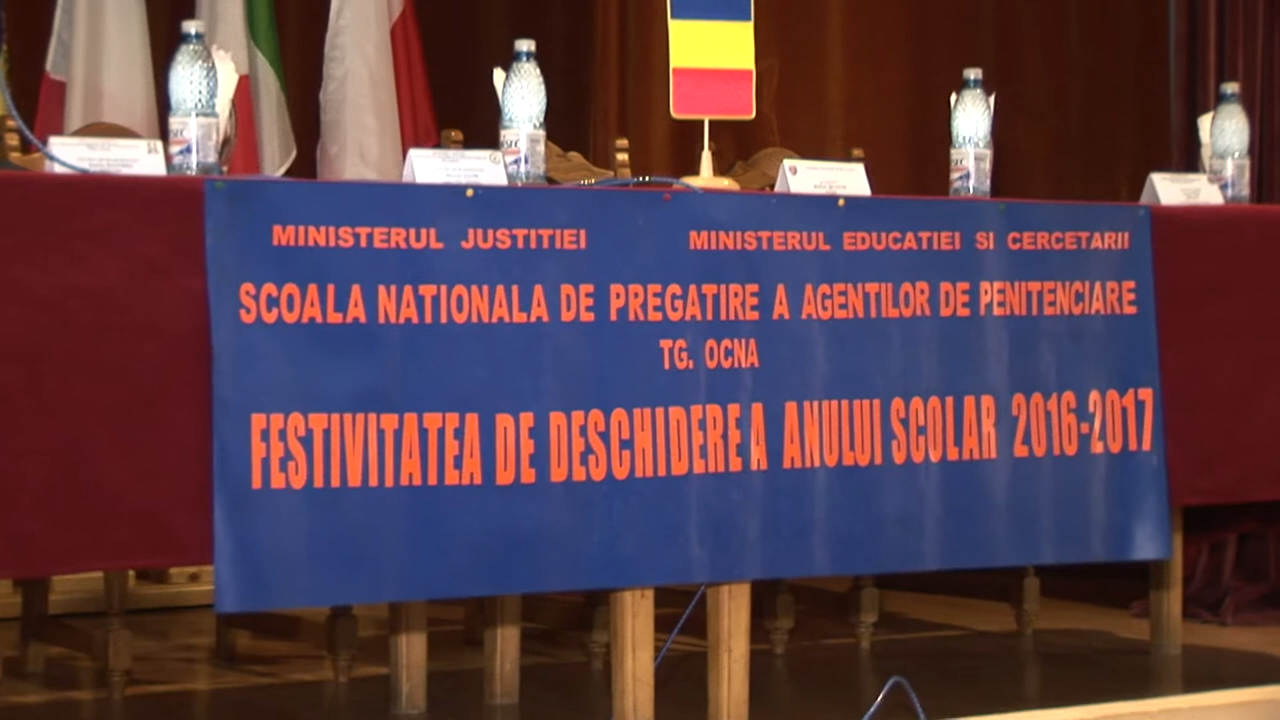 MINISTERUL JUSTITIEI MINISTERUL EDUCATIEI SI CERCETARII
SCOALA NATIONALA DE PREGATIRE A AGENTILOR DE PENITENCIARE
TG. OCNA
FESTIVITATEA DE DESCHIDERE A ANULUI SCOLAR 2016-2017